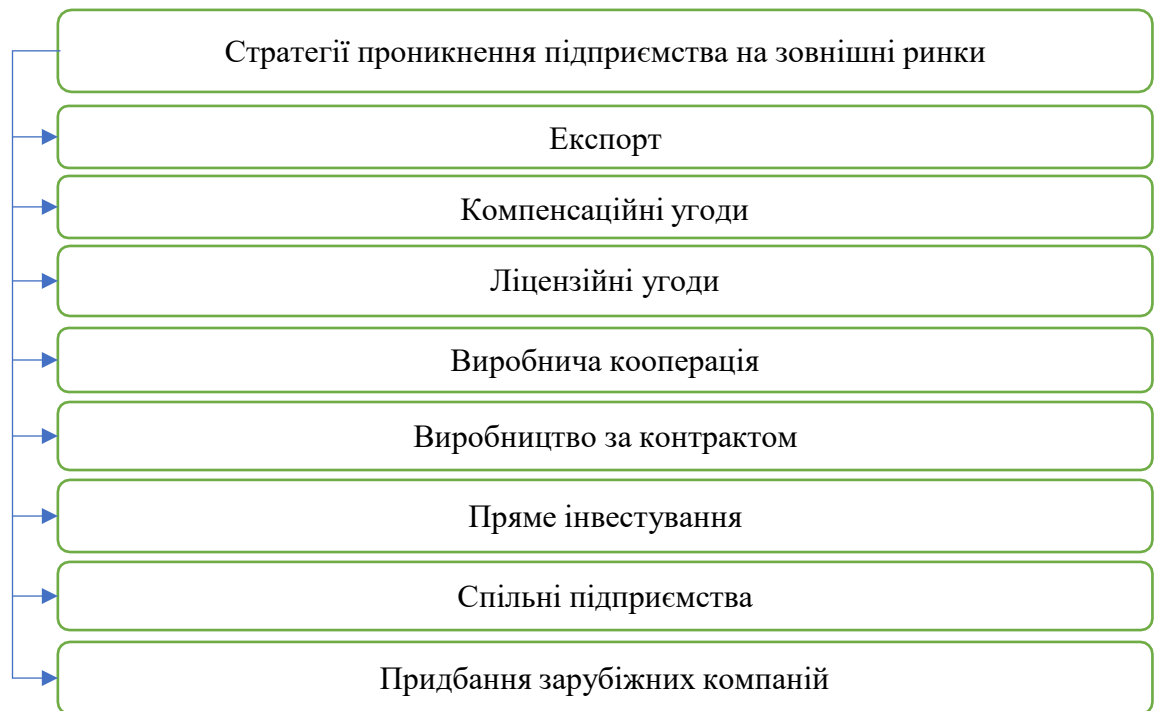 Стратегії проникнення підприємства на зовнішні ринки
Експорт
Компенсаційні угоди
Ліцензійні угоди
Виробнича кооперація
Виробництво за контрактом
Пряме інвестування
Спільні підприємства
Придбання зарубіжних компаній